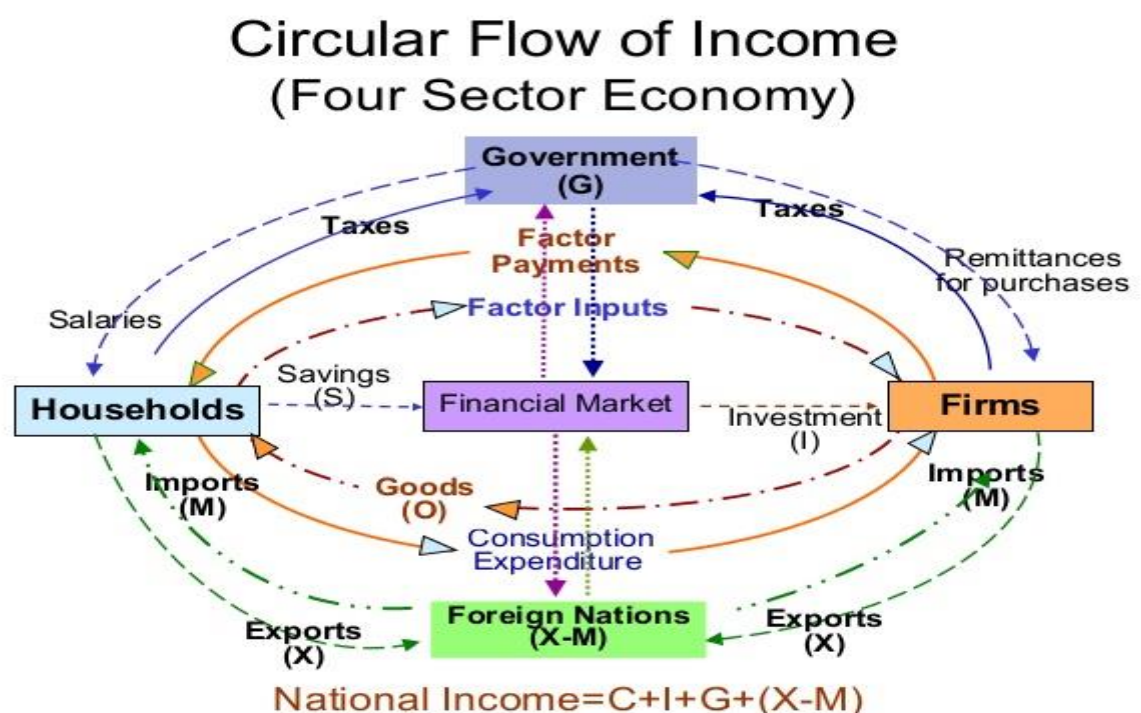 Circular Flow of Income
(Four Sector Economy)
Government
(G)
Taxes
Taxes
Factor
Payments
Remittances
for purchases
Salaries
Factor Inputs
Savings
(S)
Households
Financial Market
Investment
(I)
Firms
Imports
(M)
Goods
(O)
Imports
(M)
Consumption
Expenditure
Foreign Nations
(X-M)
Exports
(X)
Exports
(X)
National Income=C+I+G+(X-M)